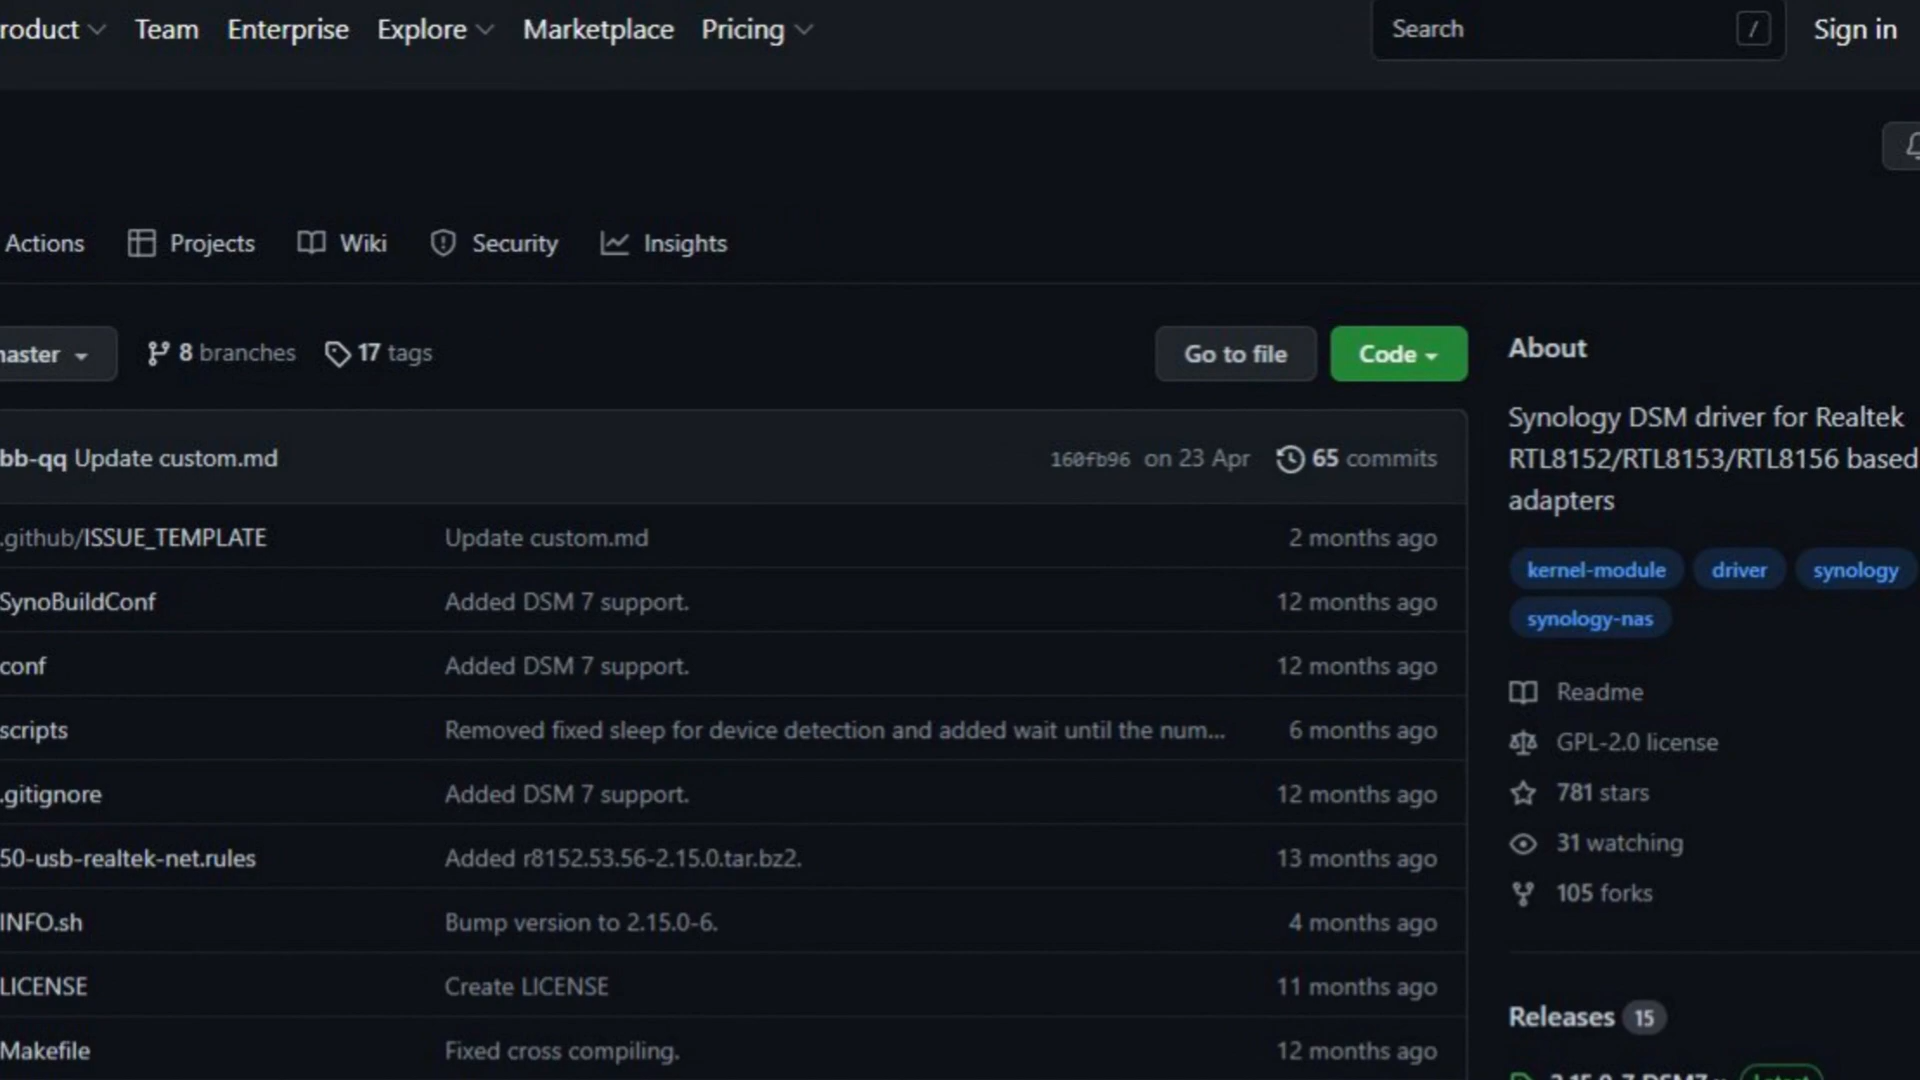 roduct Team Enterprise Explore Marketplace Pricing Search / Sign in
Actions Projects Wiki Security Insights
master 8 branches 17 tags Go to file Code
About
Synology DSM driver for Realtek
RTL8152/RTL8153/RTL8156 based
adapters
bb-qq Update custom.md 160fb96 on 23 Apr 65 commits
.github/ISSUE_TEMPLATE Update custom.md 2 months ago
SynoBuildConf Added DSM 7 support. 12 months ago
conf Added DSM 7 support. 12 months ago
scripts Removed fixed sleep for device detection and added wait until the num... 6 months ago
.gitignore Added DSM 7 support. 12 months ago
50-usb-realtek-net.rules Added r8152.53.56-2.15.0.tar.bz2. 13 months ago
INFO.sh Bump version to 2.15.0-6. 4 months ago
LICENSE Create LICENSE 11 months ago
Makefile Fixed cross compiling. 12 months ago
kernel-module driver synology
synology-nas
Readme
GPL-2.0 license
781 stars
31 watching
105 forks
Releases 15